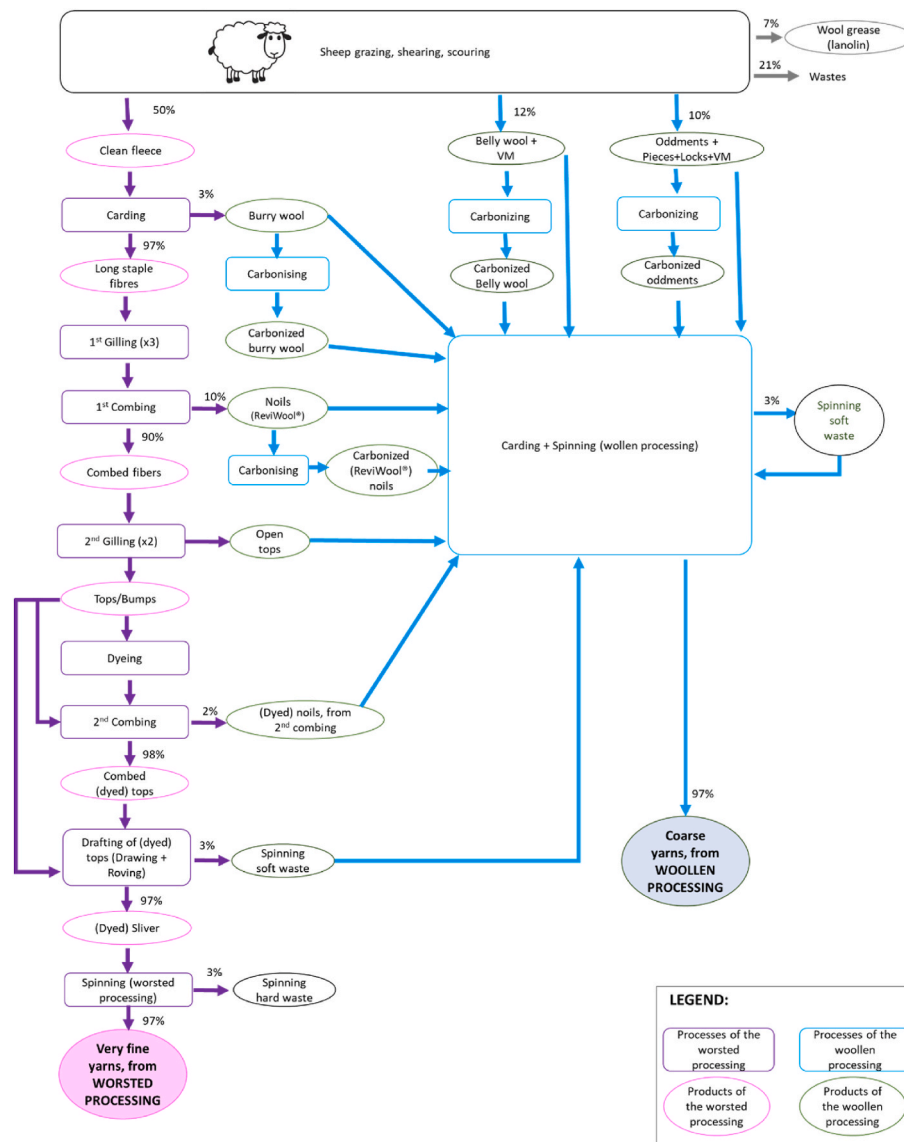 7%
Wool grease
(lanolin)
Sheep grazing, shearing, scouring
21%
Wastes
50%
12%
10%
Clean fleece
Belly wool +
VM
Oddments +
Pieces+Locks+VM
3%
Carding
Burry wool
Carbonizing
Carbonizing
97%
Long staple
fibres
Carbonising
Carbonized
Belly wool
Carbonized
oddments
1st Gilling (x3)
Carbonized
burry wool
10%
1st Combing
Noils
(ReviWool®)
3%
Spinning
soft
waste
90%
Carding + Spinning (wollen processing)
Combed fibers
Carbonising
Carbonized
(ReviWool®)
noils
2nd Gilling (x2)
Open
tops
Tops/Bumps
Dyeing
2nd Combing
2%
(Dyed) noils, from
2nd combing
98%
Combed
(dyed) tops
97%
Drafting of (dyed)
tops (Drawing +
Roving)
3%
Spinning
soft waste
Coarse
yarns, from
WOOLLEN
PROCESSING
97%
(Dyed) Sliver
3%
Spinning (worsted
processing)
Spinning
hard waste
97%
Very fine
yarns, from
WORSTED
PROCESSING
LEGEND:
Processes of the
worsted
processing
Processes of the
woollen
processing
Products of
the worsted
processing
Products of
the woollen
processing